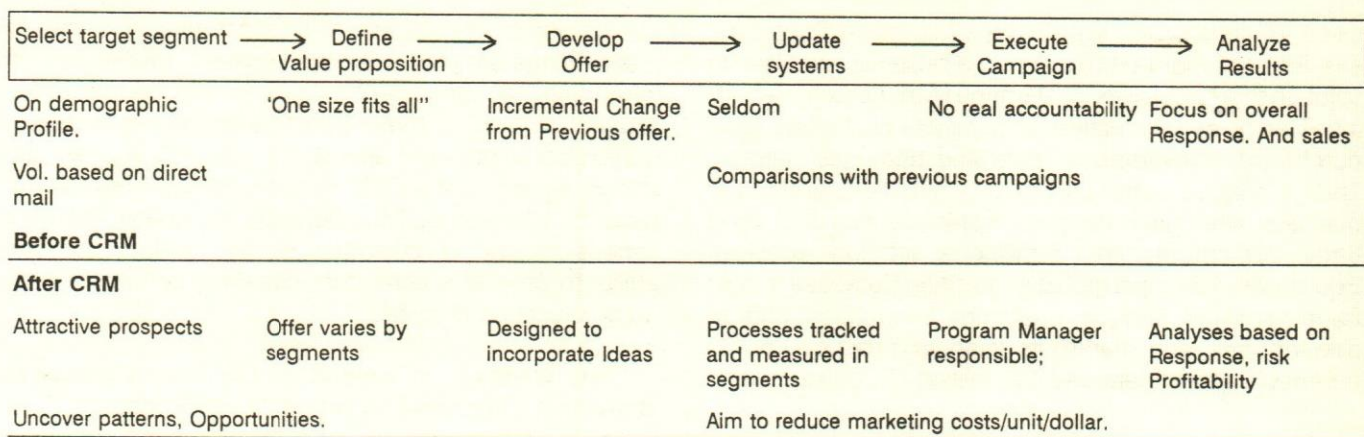 Select target segment → Define → Develop → Update → Execute → Analyze
Value proposition Offer systems Campaign Results
On demographic 'One size fits all" Incremental Change Seldom No real accountability Focus on overall
Profile. from Previous offer. Response. And sales
Vol. based on direct Comparisons with previous campaigns
mail
Before CRM
After CRM
Attractive prospects Offer varies by Designed to Processes tracked Program Manager Analyses based on
segments incorporate Ideas and measured in responsible; Response, risk
segments Profitability
Uncover patterns, Opportunities. Aim to reduce marketing costs/unit/dollar.